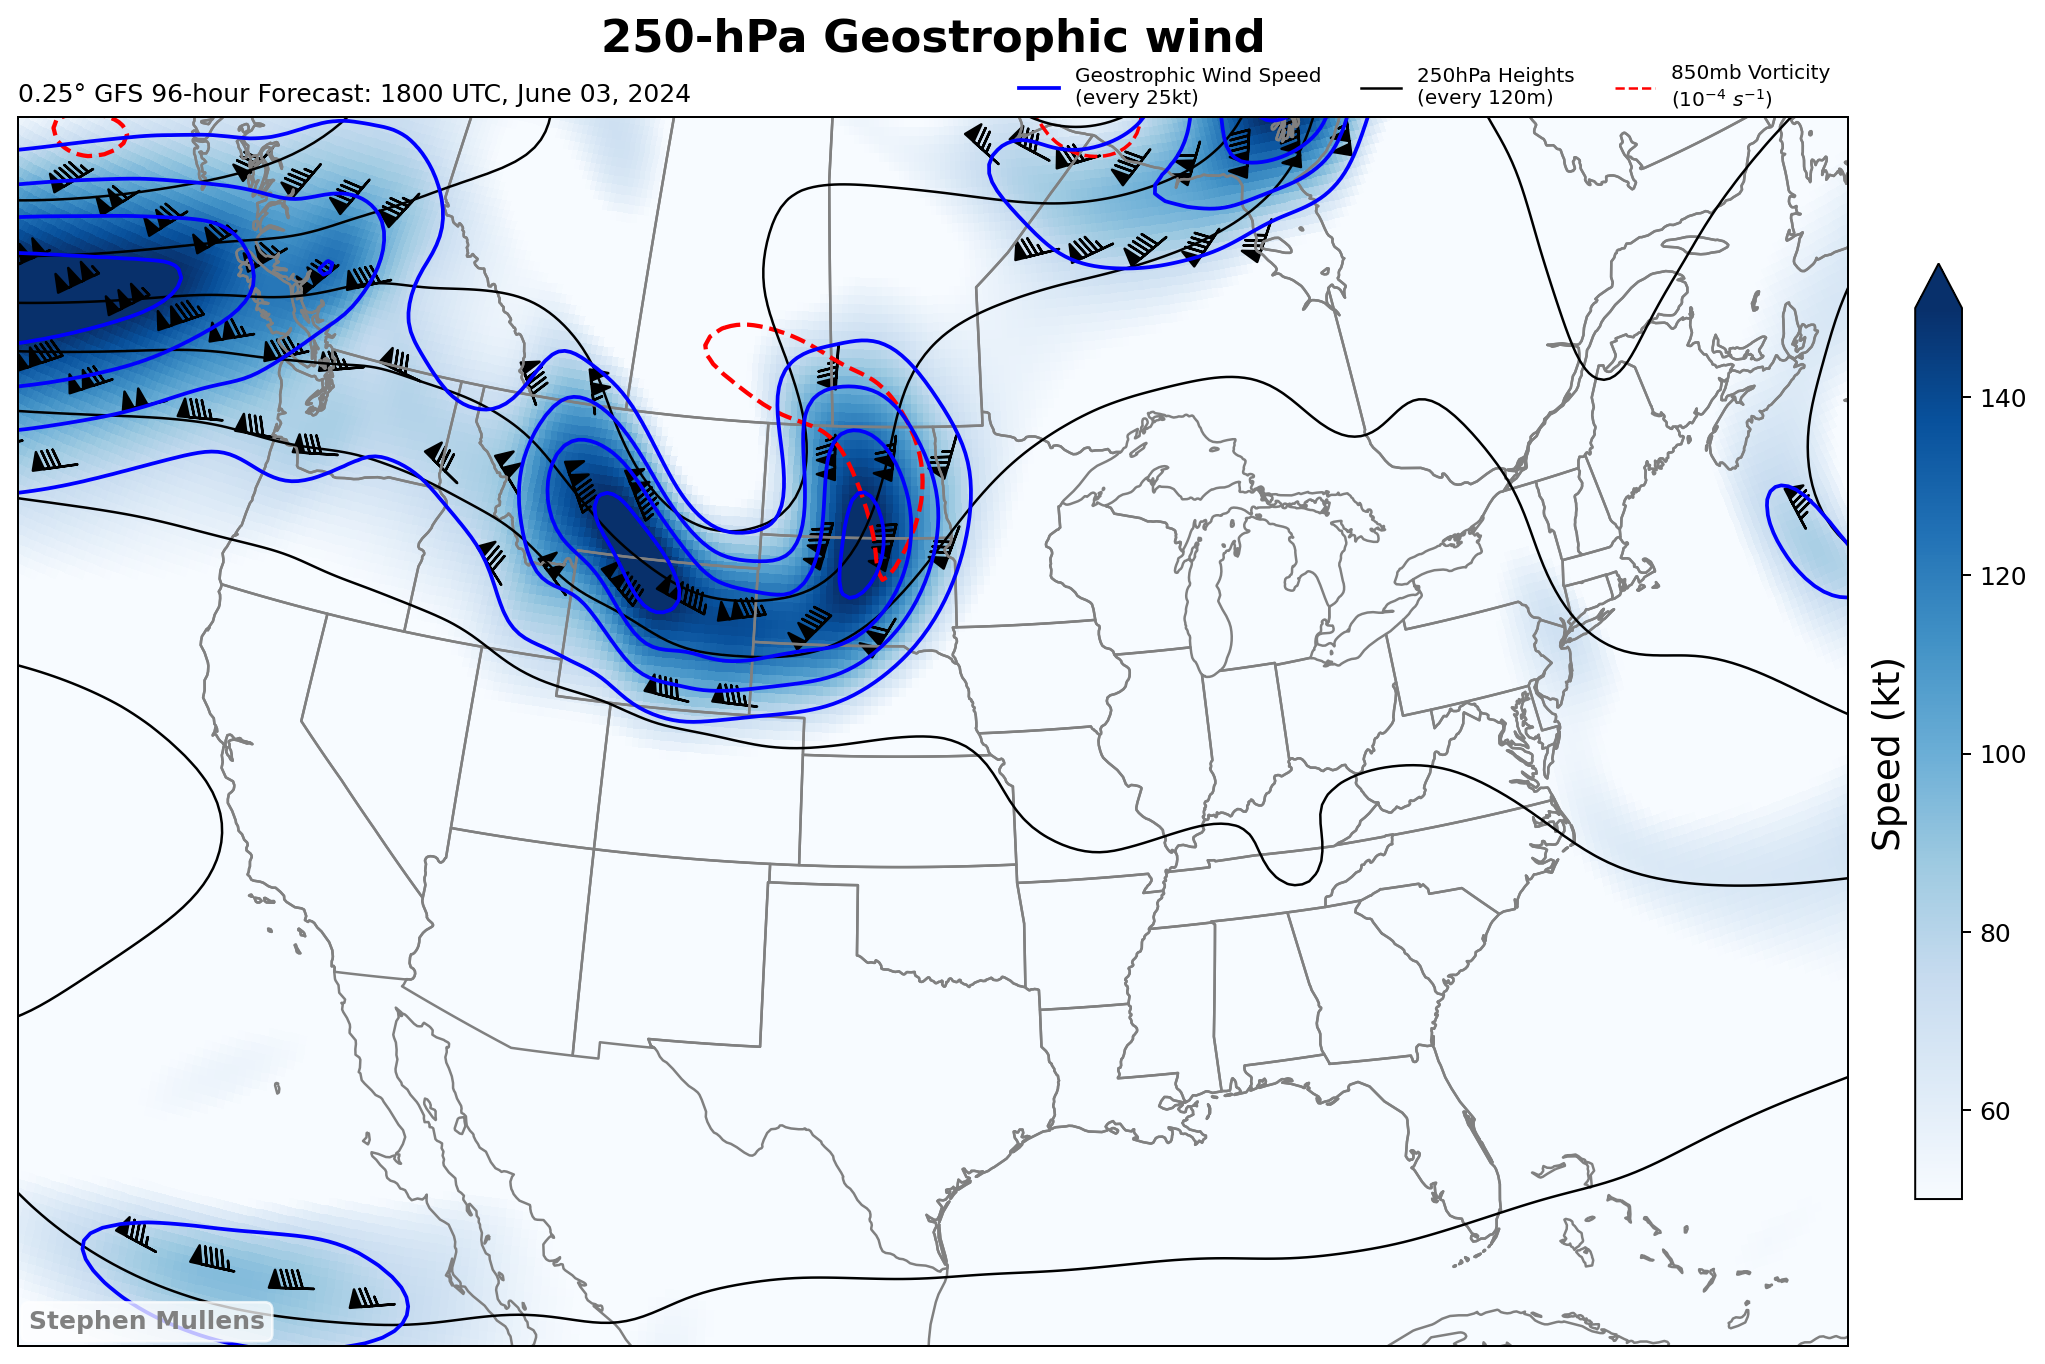 250-hPa Geostrophic wind
0.25° GFS 96-hour Forecast: 1800 UTC, June 03, 2024
Geostrophic Wind Speed
(every 25kt)
250hPa Heights
(every 120m)
850mb Vorticity
(10⁻⁴ s⁻¹)
140
120
100
80
60
Speed (kt)
Stephen Mullens